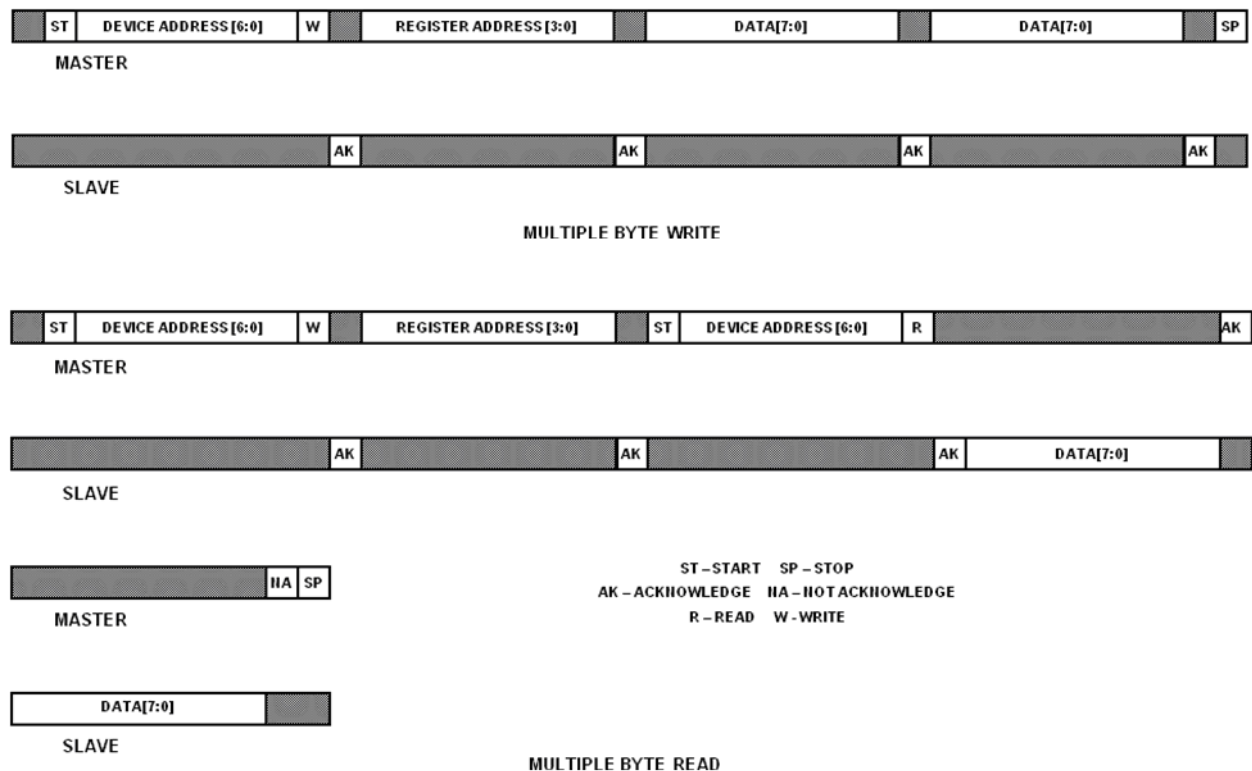 ST DEVICE ADDRESS [6:0] W REGISTER ADDRESS [3:0] DATA[7:0] DATA[7:0] SP
MASTER
AK AK AK AK
SLAVE
MULTIPLE BYTE WRITE
ST DEVICE ADDRESS [6:0] W REGISTER ADDRESS [3:0] ST DEVICE ADDRESS [6:0] R AK
MASTER
AK AK AK DATA[7:0]
SLAVE
NA SP
MASTER
ST – START SP – STOP
AK – ACKNOWLEDGE NA – NOT ACKNOWLEDGE
R – READ W - WRITE
DATA[7:0]
SLAVE
MULTIPLE BYTE READ